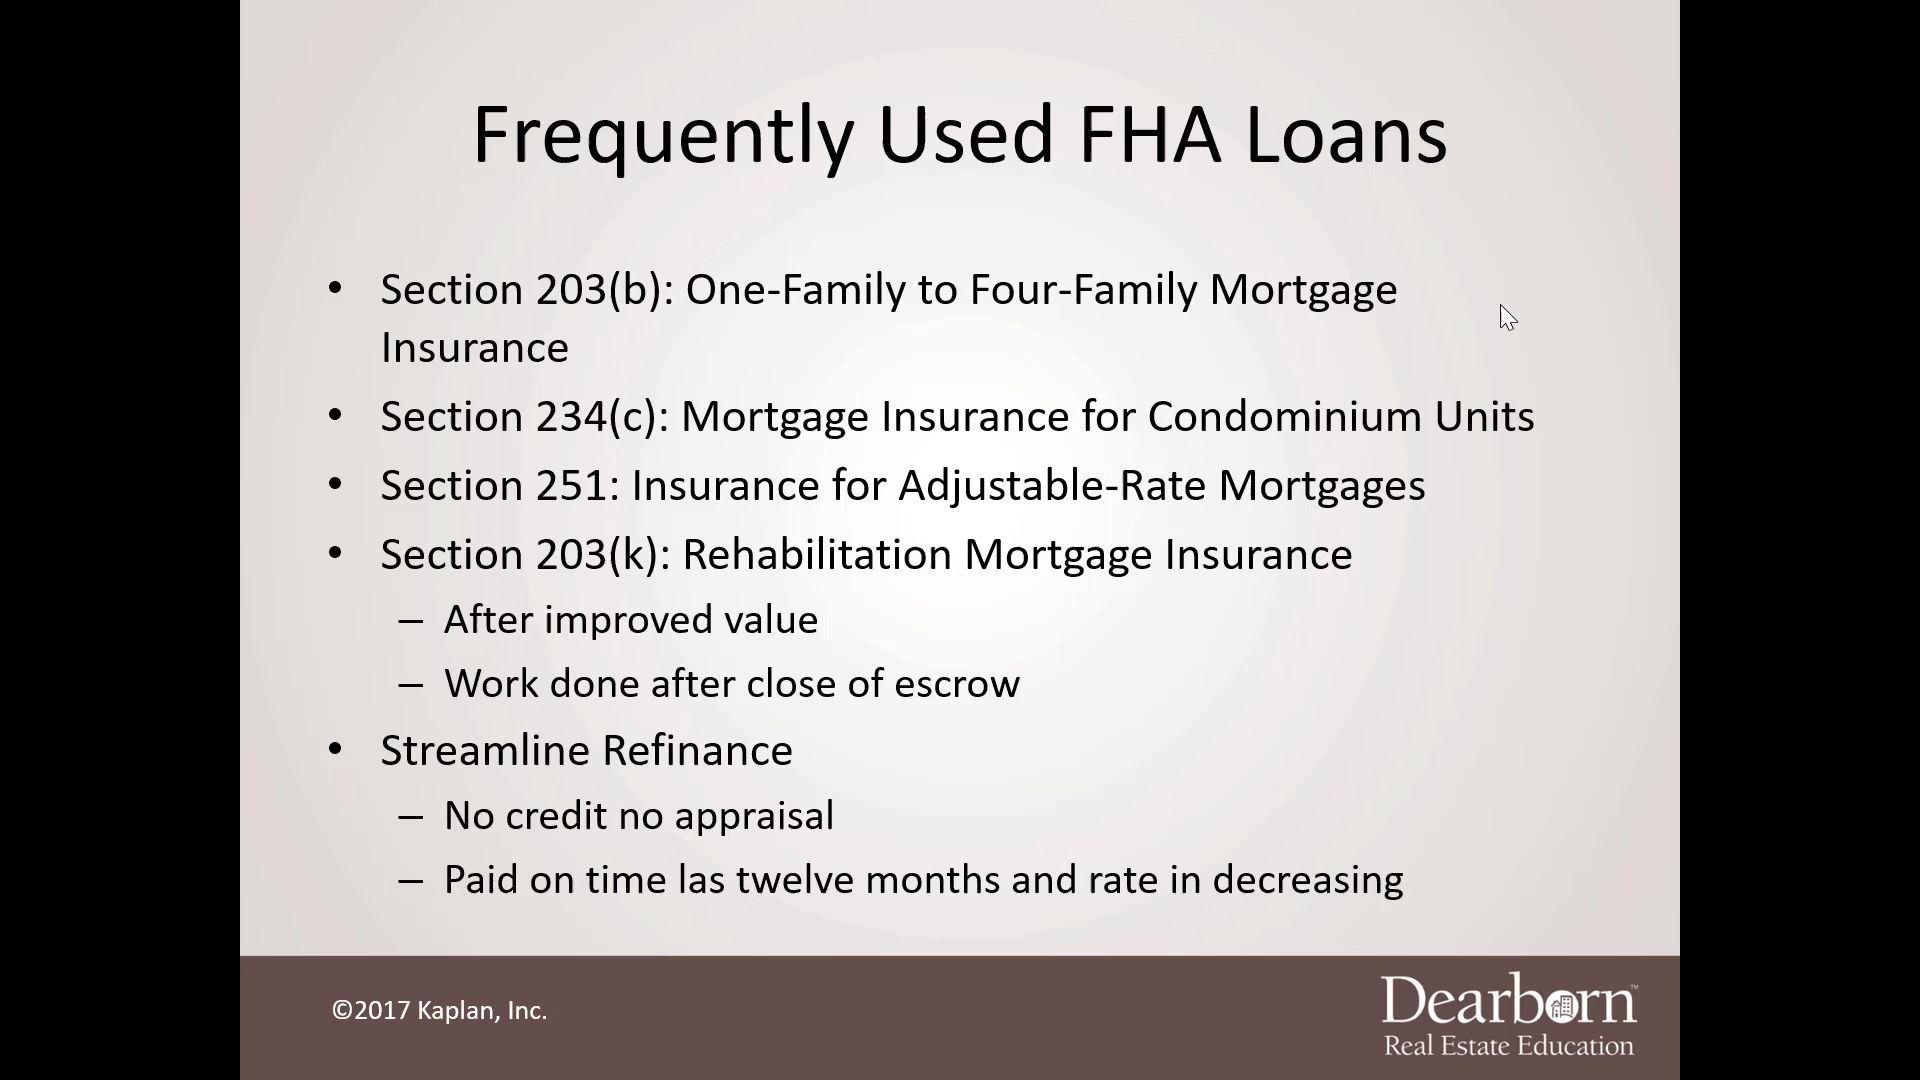 Frequently Used FHA Loans
• Section 203(b): One-Family to Four-Family Mortgage
Insurance
• Section 234(c): Mortgage Insurance for Condominium Units
• Section 251: Insurance for Adjustable-Rate Mortgages
• Section 203(k): Rehabilitation Mortgage Insurance
– After improved value
– Work done after close of escrow
• Streamline Refinance
– No credit no appraisal
– Paid on time las twelve months and rate in decreasing
©2017 Kaplan, Inc.
Dearborn™
Real Estate Education